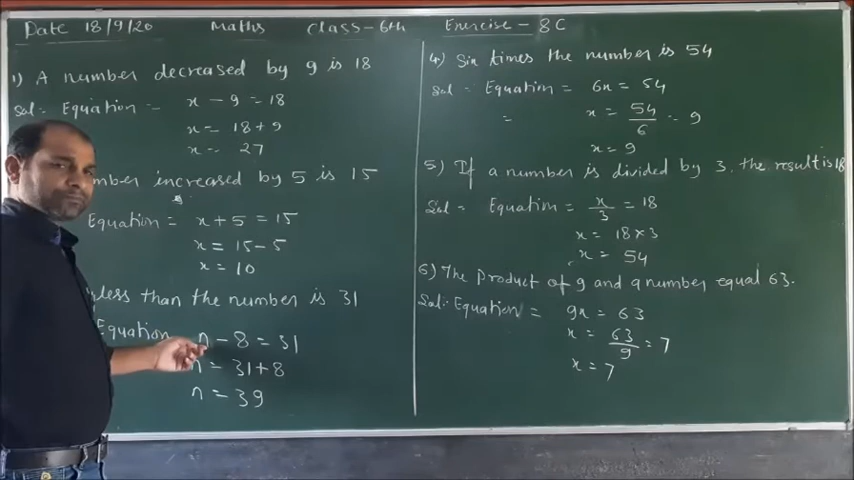 Date 18/9/20 Maths Class-6th Exercise-8C
1) A number decreased by 9 is 18
Sol:- Equation :- x - 9 = 18
x = 18+9
x = 27
mber increased by 5 is 15
Equation = x+5 = 15
x = 15-5
x = 10
less than the number is 31
Equation n - 8 = 31
n = 31+8
n = 39
4) Six times the number is 54
Sol:- Equation = 6x = 54
= x = 54/6 = 9
x = 9
5) If a number is divided by 3, the result is 18
Sol:- Equation = x/3 = 18
x = 18×3
x = 54
6) The product of 9 and a number equal 63.
Sol:- Equation = 9x = 63
x = 63/9 = 7
x = 7